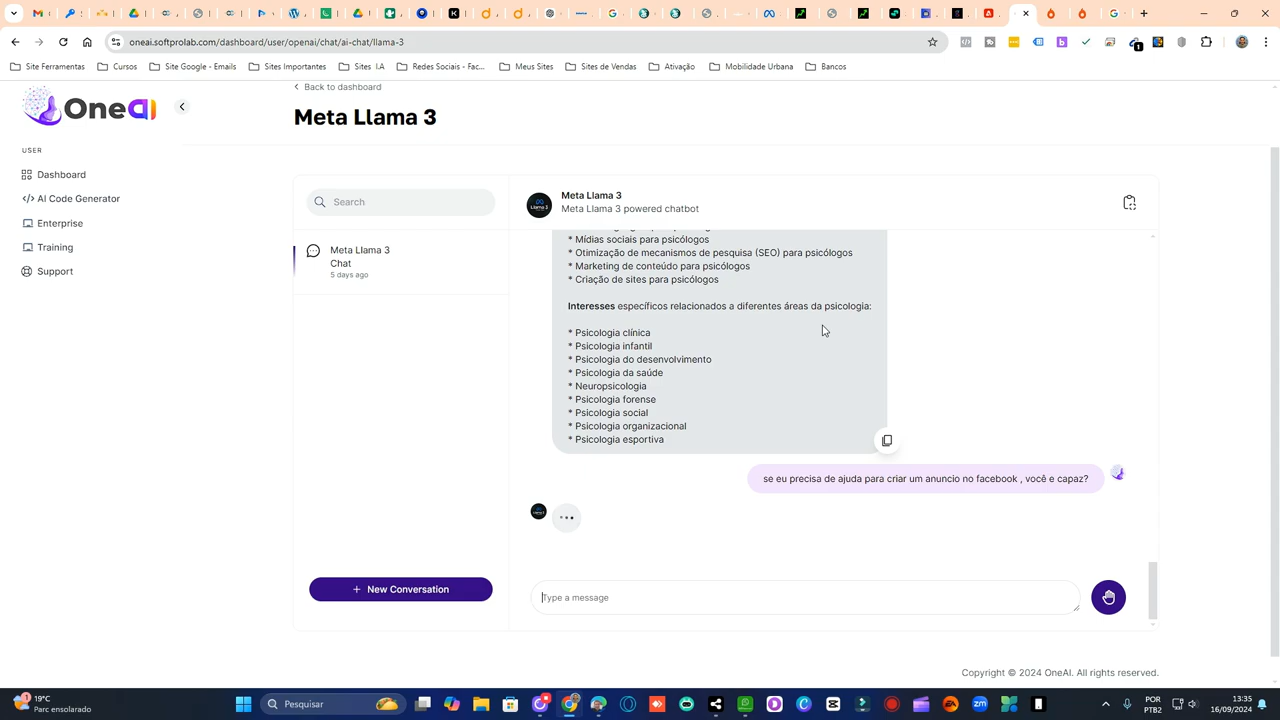 oneai.softprolab.com/dashboard/user/openai/chat/ai-chat/llama-3
Site Ferramentas
Cursos
Site Google - Emails
Sites Importantes
Sites I.A
Redes Sociais - Fac...
Meus Sites
Sites de Vendas
Ativação
Mobilidade Urbana
Bancos
OneAI
Back to dashboard
Meta Llama 3
USER
Dashboard
AI Code Generator
Enterprise
Training
Support
Search
Meta Llama 3
Chat
5 days ago
+ New Conversation
Meta Llama 3
Meta Llama 3 powered chatbot
* Mídias sociais para psicólogos
* Otimização de mecanismos de pesquisa (SEO) para psicólogos
* Marketing de conteúdo para psicólogos
* Criação de sites para psicólogos
Interesses específicos relacionados a diferentes áreas da psicologia:
* Psicologia clínica
* Psicologia infantil
* Psicologia do desenvolvimento
* Psicologia da saúde
* Neuropsicologia
* Psicologia forense
* Psicologia social
* Psicologia organizacional
* Psicologia esportiva
se eu precisa de ajuda para criar um anuncio no facebook , você e capaz?
Type a message
Copyright © 2024 OneAI. All rights reserved.
1
19°C
Parc ensolarado
Pesquisar
POR
PTB2
13:35
16/09/2024